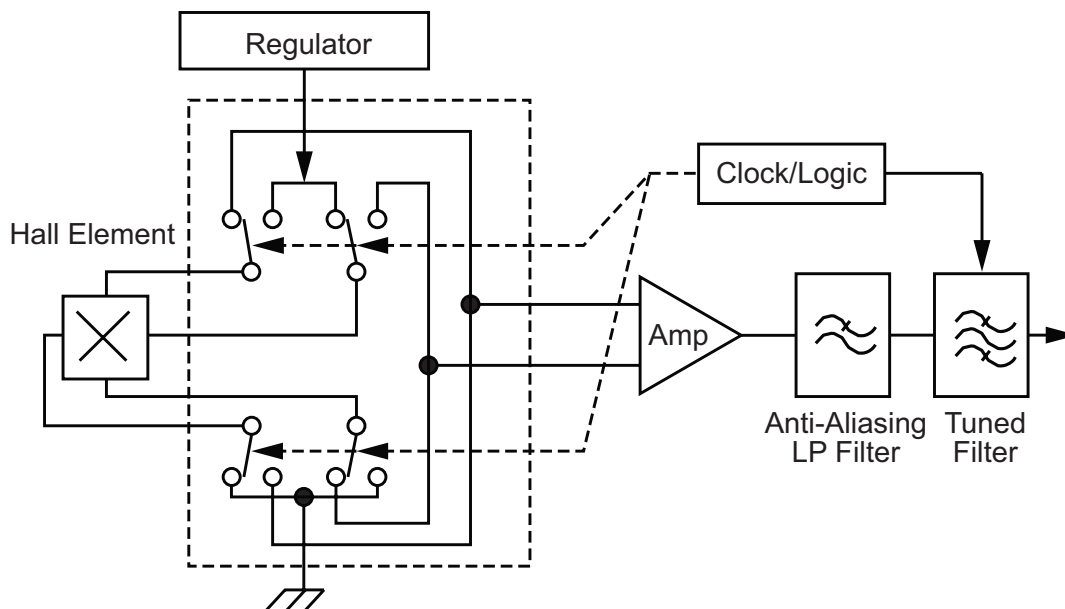 Regulator
Clock/Logic
Hall Element
Amp
Anti-Aliasing
LP Filter
Tuned
Filter